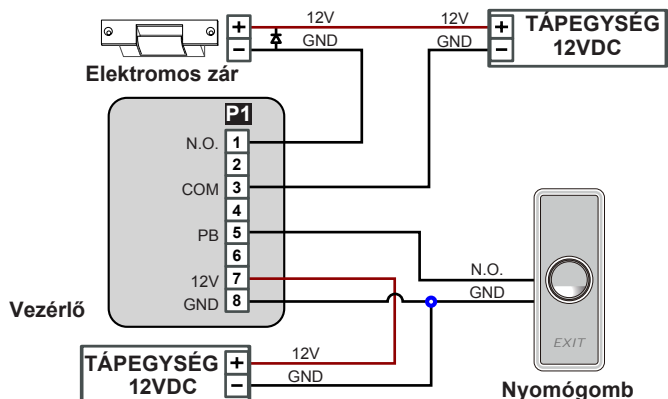 + 12V 12V + TÁPEGYSÉG
− GND GND − 12VDC
Elektromos zár
P1
N.O. 1
2
COM 3
4
PB 5
6
12V 7
GND 8
Vezérlő
N.O.
GND
EXIT
Nyomógomb
TÁPEGYSÉG + 12V
12VDC − GND